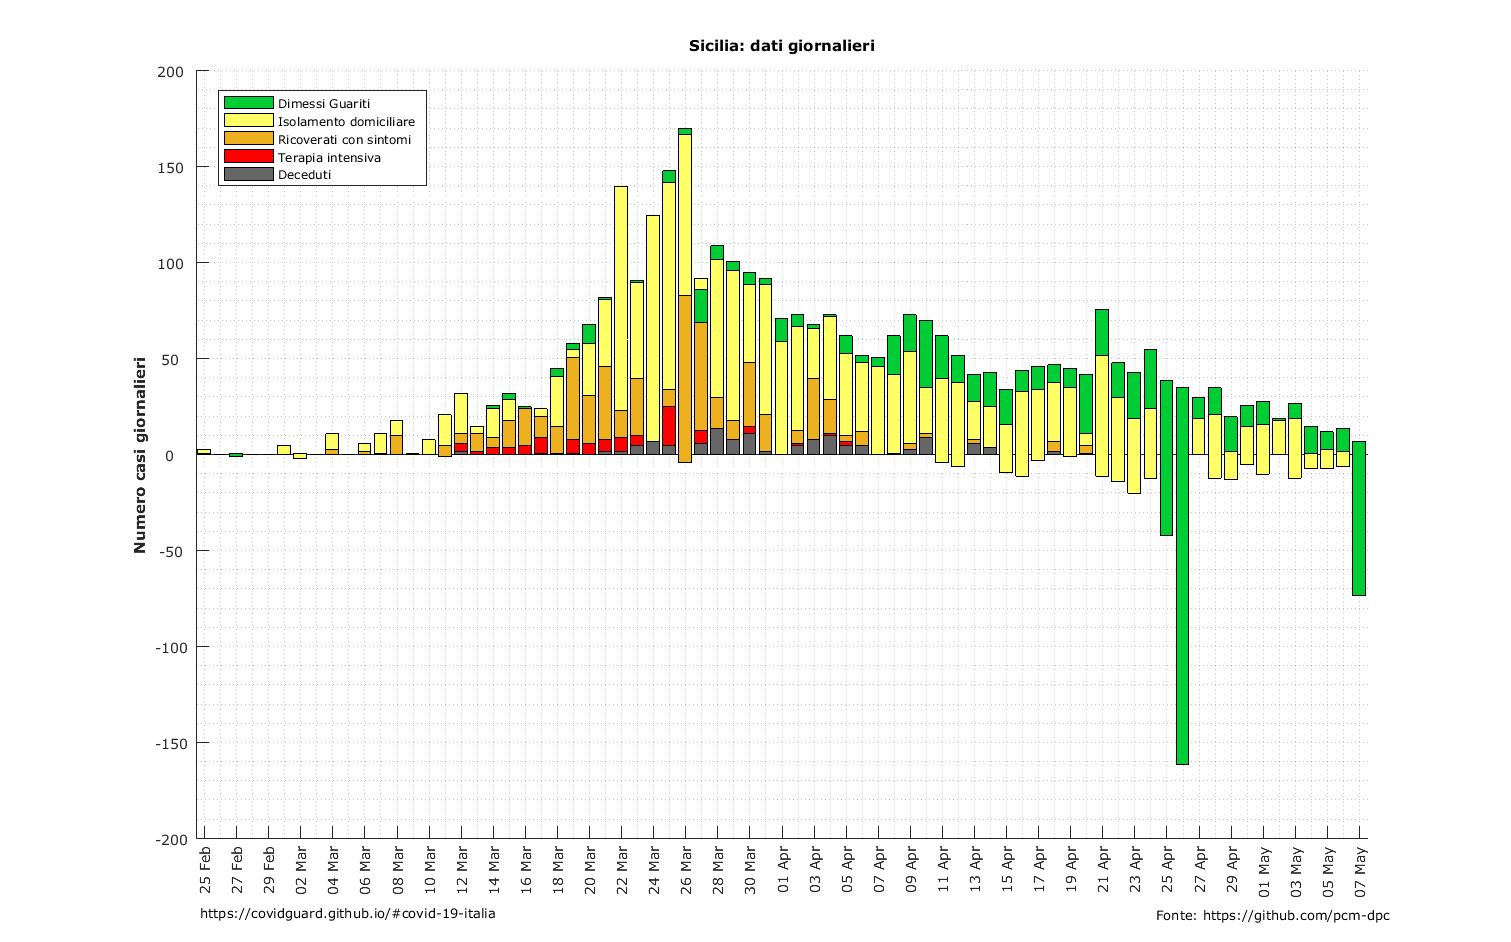 Sicilia: dati giornalieri
Numero casi giornalieri
200
150
100
50
0
-50
-100
-150
-200
Dimessi Guariti
Isolamento domiciliare
Ricoverati con sintomi
Terapia intensiva
Deceduti
25 Feb
27 Feb
29 Feb
02 Mar
04 Mar
06 Mar
08 Mar
10 Mar
12 Mar
14 Mar
16 Mar
18 Mar
20 Mar
22 Mar
24 Mar
26 Mar
28 Mar
30 Mar
01 Apr
03 Apr
05 Apr
07 Apr
09 Apr
11 Apr
13 Apr
15 Apr
17 Apr
19 Apr
21 Apr
23 Apr
25 Apr
27 Apr
29 Apr
01 May
03 May
05 May
07 May
https://covidguard.github.io/#covid-19-italia
Fonte: https://github.com/pcm-dpc